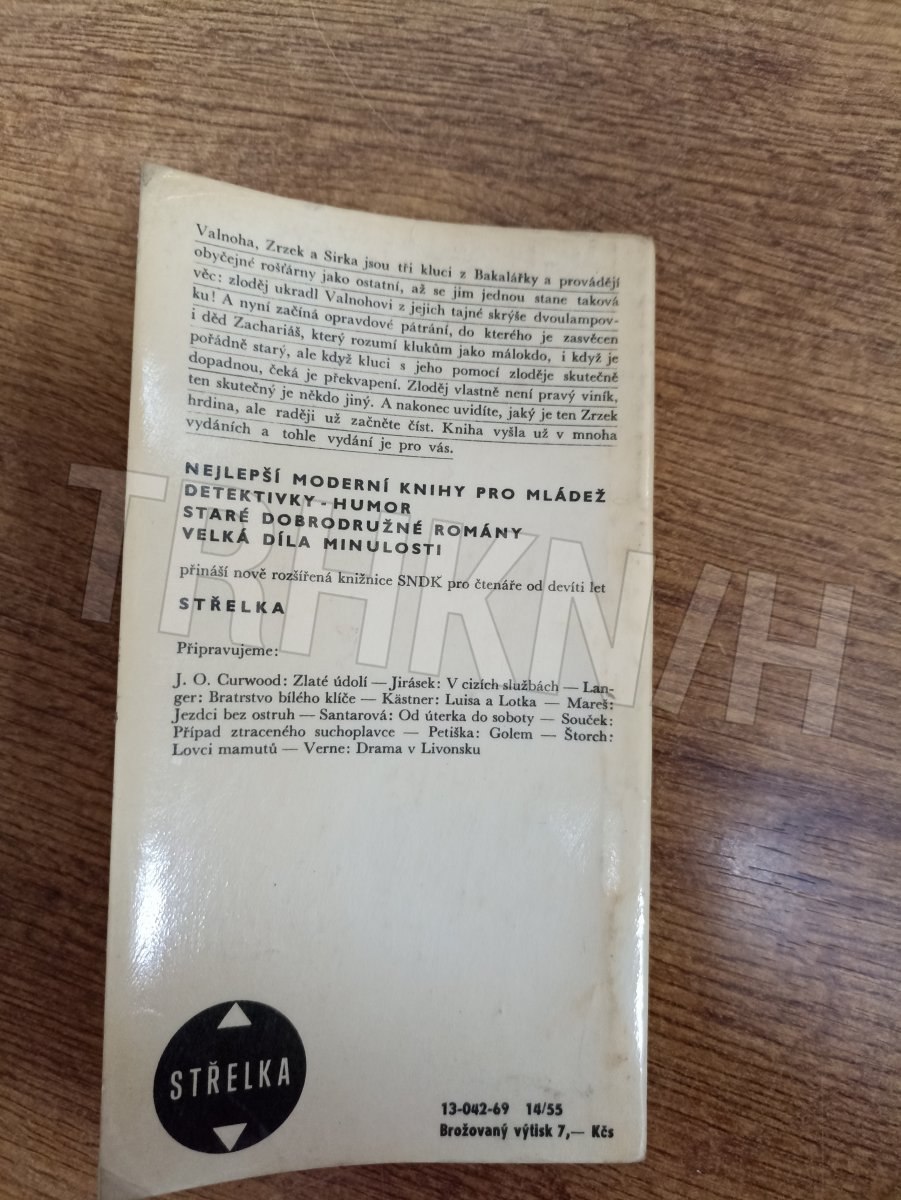 Valnoha, Zrzek a Sirka jsou tři kluci z Bakalářky a provádějí
obyčejné rošťárny jako ostatní, až se jim jednou stane taková
věc: zloděj ukradl Valnohovi z jejich tajné skrýše dvoulampov-
ku! A nyní začíná opravdové pátrání, do kterého je zasvěcen
i děd Zachariáš, který rozumí klukům jako málokdo, i když je
pořádně starý, ale když kluci s jeho pomocí zloděje skutečně
dopadnou, čeká je překvapení. Zloděj vlastně není pravý viník,
ten skutečný je někdo jiný. A nakonec uvidíte, jaký je ten Zrzek
hrdina, ale raději už začněte číst. Kniha vyšla už v mnoha
vydáních a tohle vydání je pro vás.
NEJLEPŠÍ MODERNÍ KNIHY PRO MLÁDEŽ
DETEKTIVKY - HUMOR
STARÉ DOBRODRUŽNÉ ROMÁNY
VELKÁ DÍLA MINULOSTI
přináší nově rozšířená knižnice SNDK pro čtenáře od devíti let
STŘELKA
Připravujeme:
J. O. Curwood: Zlaté údolí — Jirásek: V cizích službách — Lan-
ger: Bratrstvo bílého klíče — Kästner: Luisa a Lotka — Mareš:
Jezdci bez ostruh — Santarová: Od úterka do soboty — Souček:
Případ ztraceného suchoplavce — Petiška: Golem — Štorch:
Lovci mamutů — Verne: Drama v Livonsku
STŘELKA
13-042-69 14/55
Brožovaný výtisk 7,— Kčs
TRHKNIH